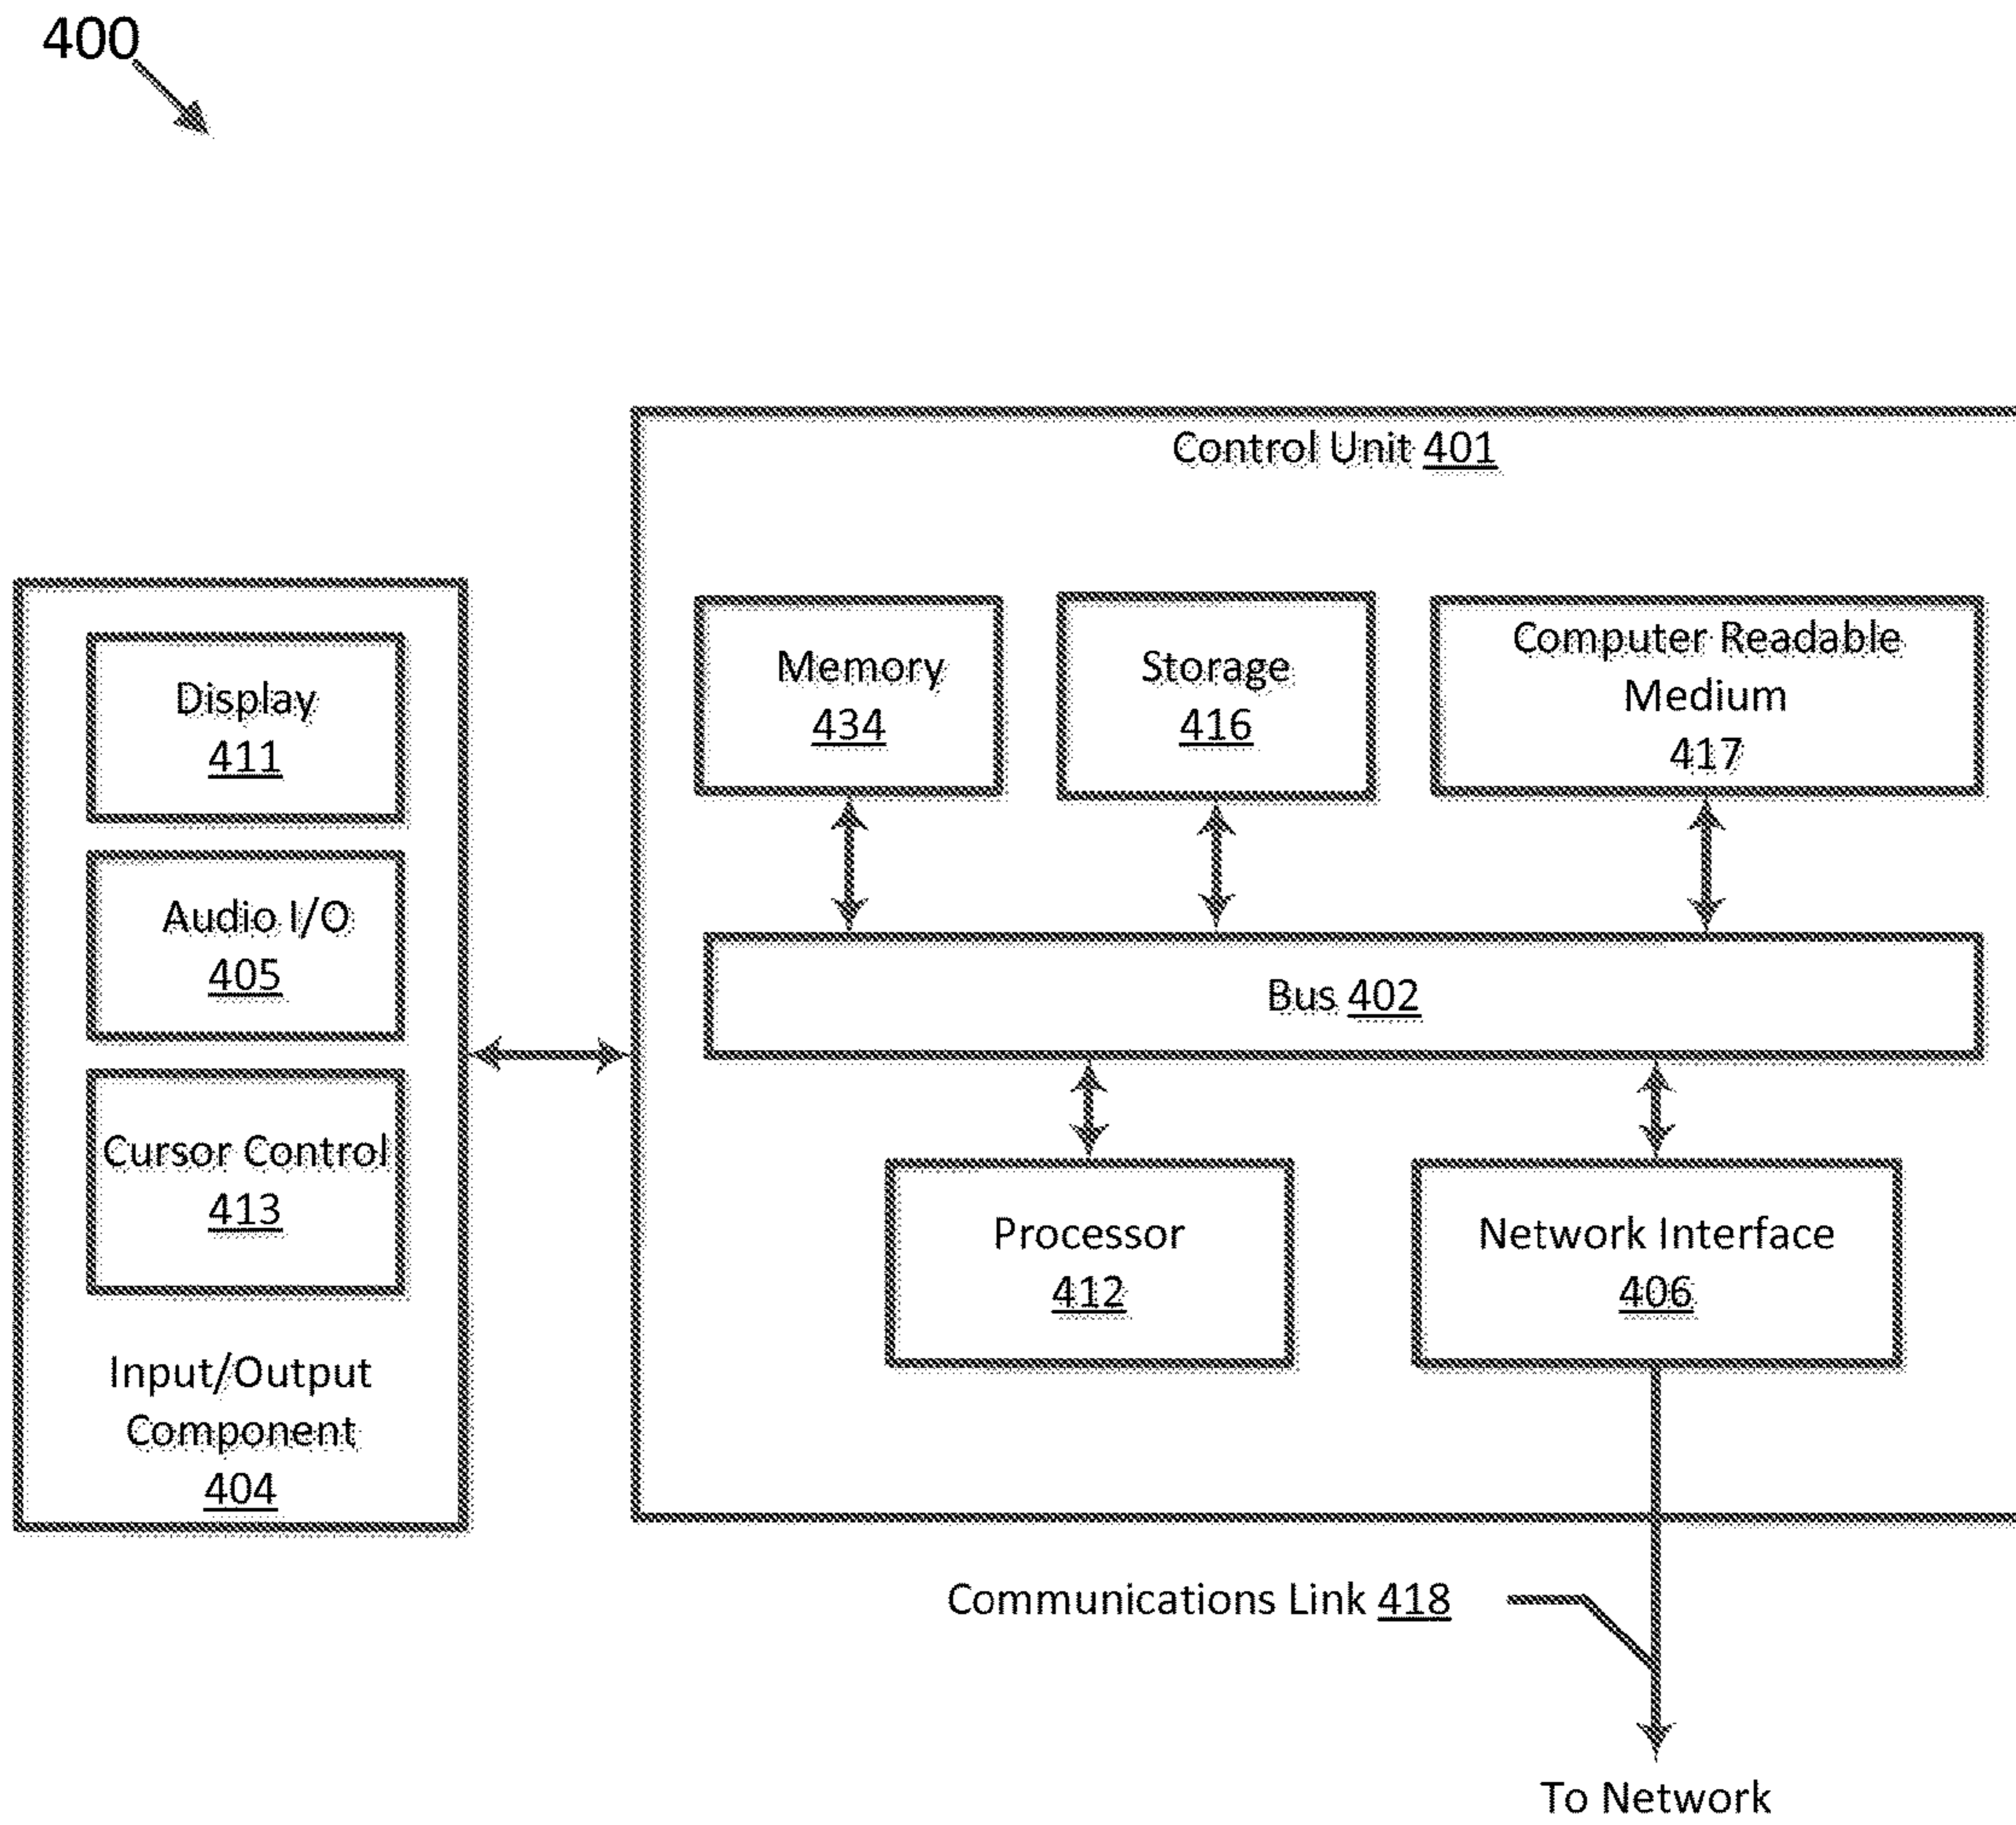 400
Control Unit 401
Display
411
Audio I/O
405
Cursor Control
413
Input/Output
Component
404
Memory
434
Storage
416
Computer Readable
Medium
417
Bus 402
Processor
412
Network Interface
406
Communications Link 418
To Network